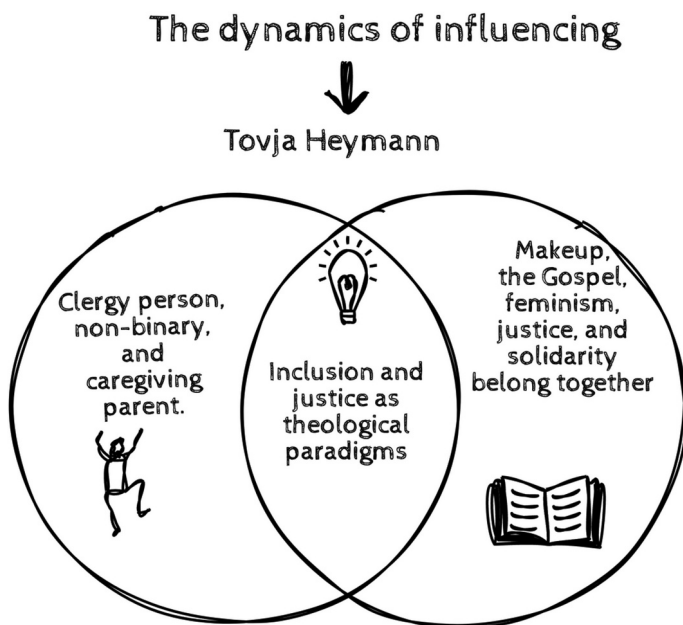 The dynamics of influencing
Tovja Heymann
Clergy person,
non-binary,
and
caregiving
parent.
Inclusion and
justice as
theological
paradigms
Makeup,
the Gospel,
feminism,
justice, and
solidarity
belong together